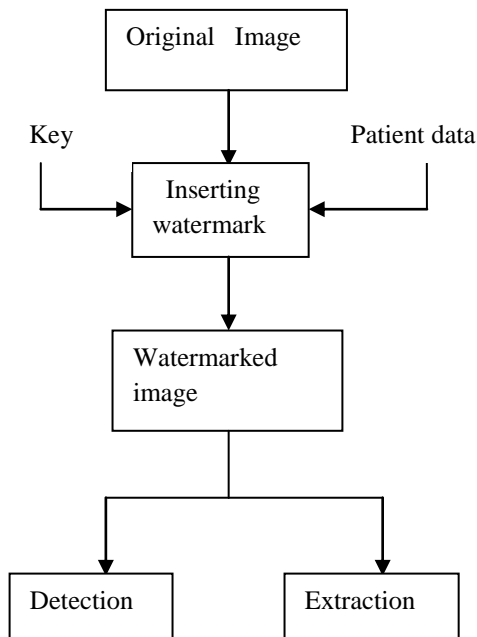 Original Image
Key
Patient data
Inserting
watermark
Watermarked
image
Detection
Extraction